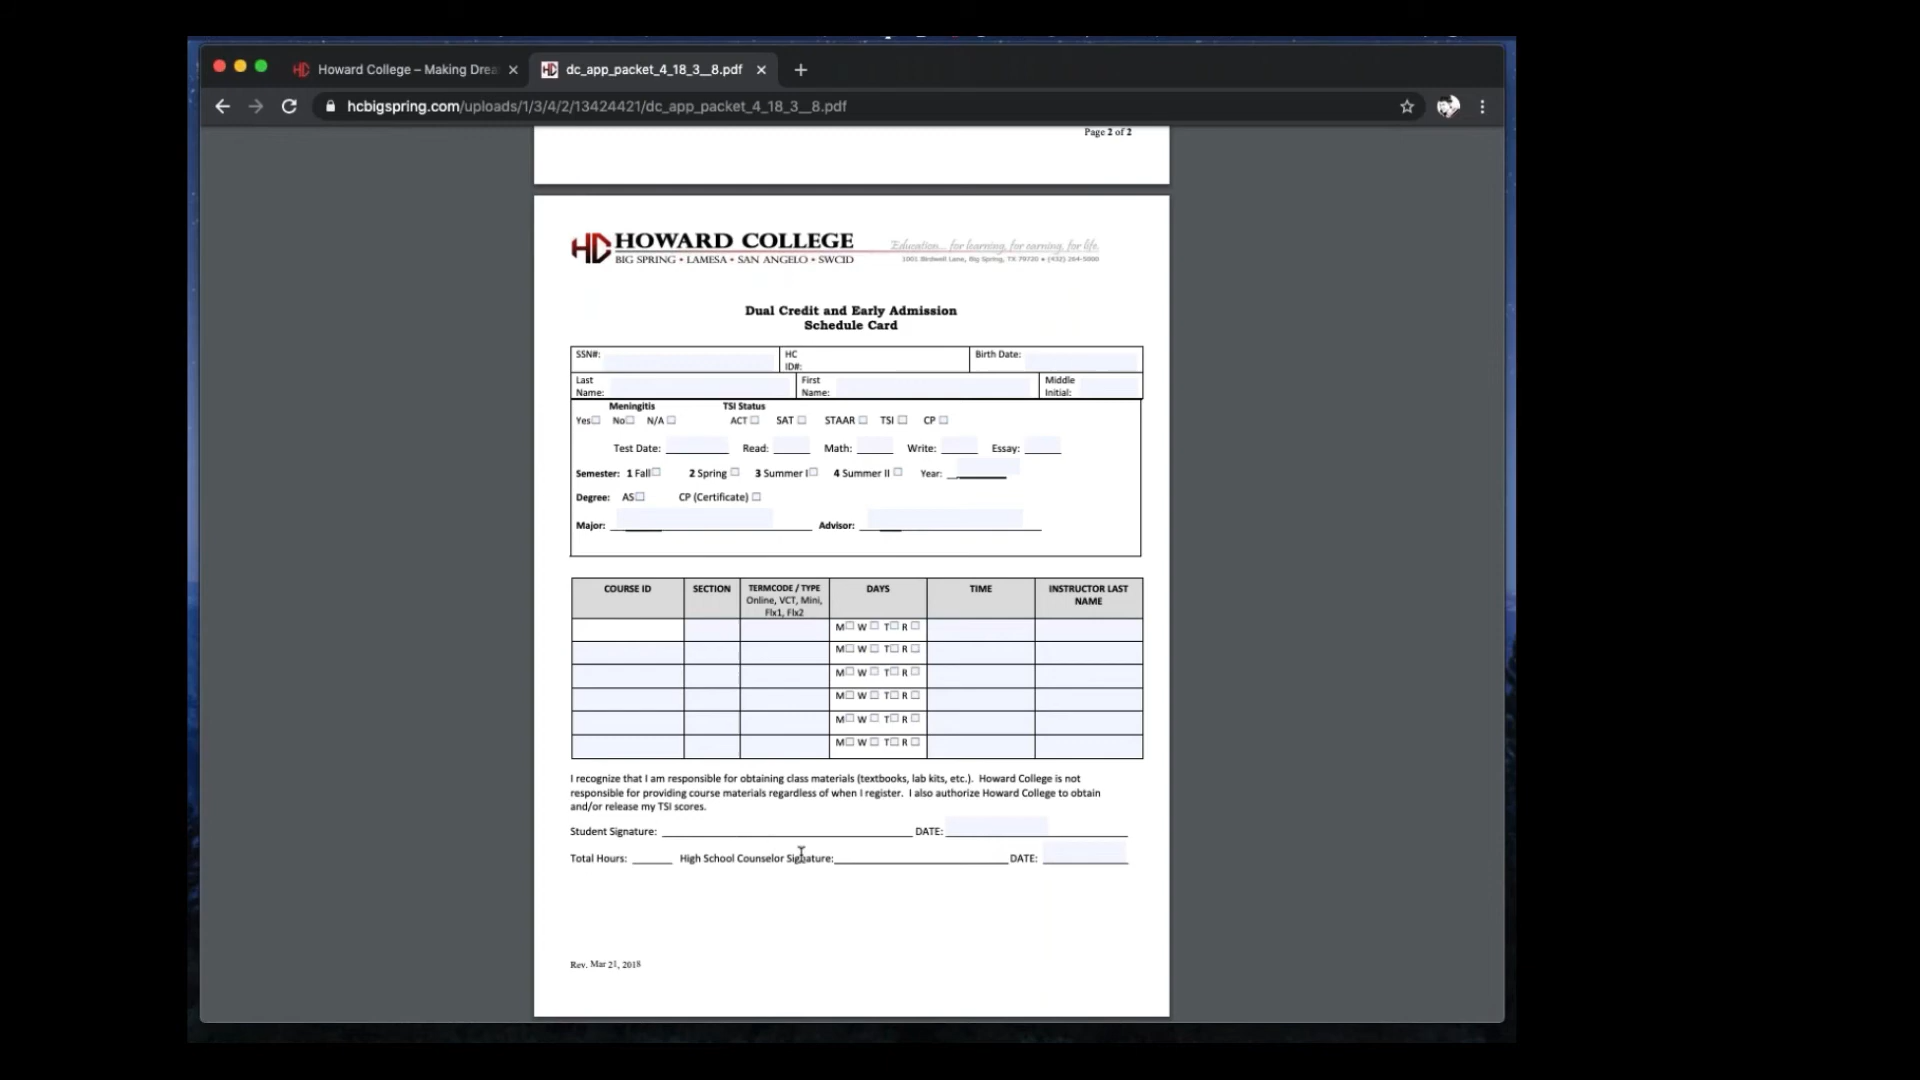 Howard College – Making Drea
dc_app_packet_4_18_3__8.pdf
hcbigspring.com/uploads/1/3/4/2/13424421/dc_app_packet_4_18_3__8.pdf
Page 2 of 2
HC HOWARD COLLEGE
BIG SPRING • LAMESA • SAN ANGELO • SWCID
Education... for learning, for earning, for life.
1001 Birdwell Lane, Big Spring, TX 79720 • (432) 264-5000
Dual Credit and Early Admission
Schedule Card
SSN#: HC ID#: Birth Date:
Last Name: First Name: Middle Initial:
Meningitis TSI Status
Yes☐ No☐ N/A☐ ACT☐ SAT☐ STAAR☐ TSI☐ CP☐
Test Date: Read: Math: Write: Essay:
Semester: 1 Fall☐ 2 Spring☐ 3 Summer I☐ 4 Summer II☐ Year:
Degree: AS☐ CP (Certificate)☐
Major: Advisor:
COURSE ID SECTION TERMCODE / TYPE Online, VCT, Mini, Flx1, Flx2 DAYS TIME INSTRUCTOR LAST NAME
M☐ W☐ T☐ R☐
M☐ W☐ T☐ R☐
M☐ W☐ T☐ R☐
M☐ W☐ T☐ R☐
M☐ W☐ T☐ R☐
M☐ W☐ T☐ R☐
I recognize that I am responsible for obtaining class materials (textbooks, lab kits, etc.). Howard College is not
responsible for providing course materials regardless of when I register. I also authorize Howard College to obtain
and/or release my TSI scores.
Student Signature: DATE:
Total Hours: High School Counselor Signature: DATE:
Rev. Mar 21, 2018